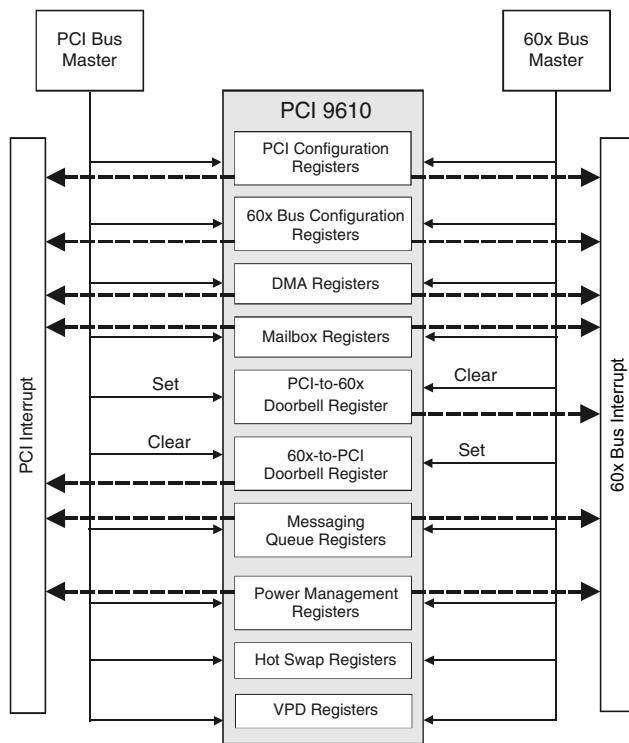 PCI Bus
Master
60x Bus
Master
PCI 9610
PCI Configuration
Registers
60x Bus Configuration
Registers
DMA Registers
Mailbox Registers
Set
PCI-to-60x
Doorbell Register
Clear
Clear
60x-to-PCI
Doorbell Register
Set
Messaging
Queue Registers
Power Management
Registers
Hot Swap Registers
VPD Registers
PCI Interrupt
60x Bus Interrupt